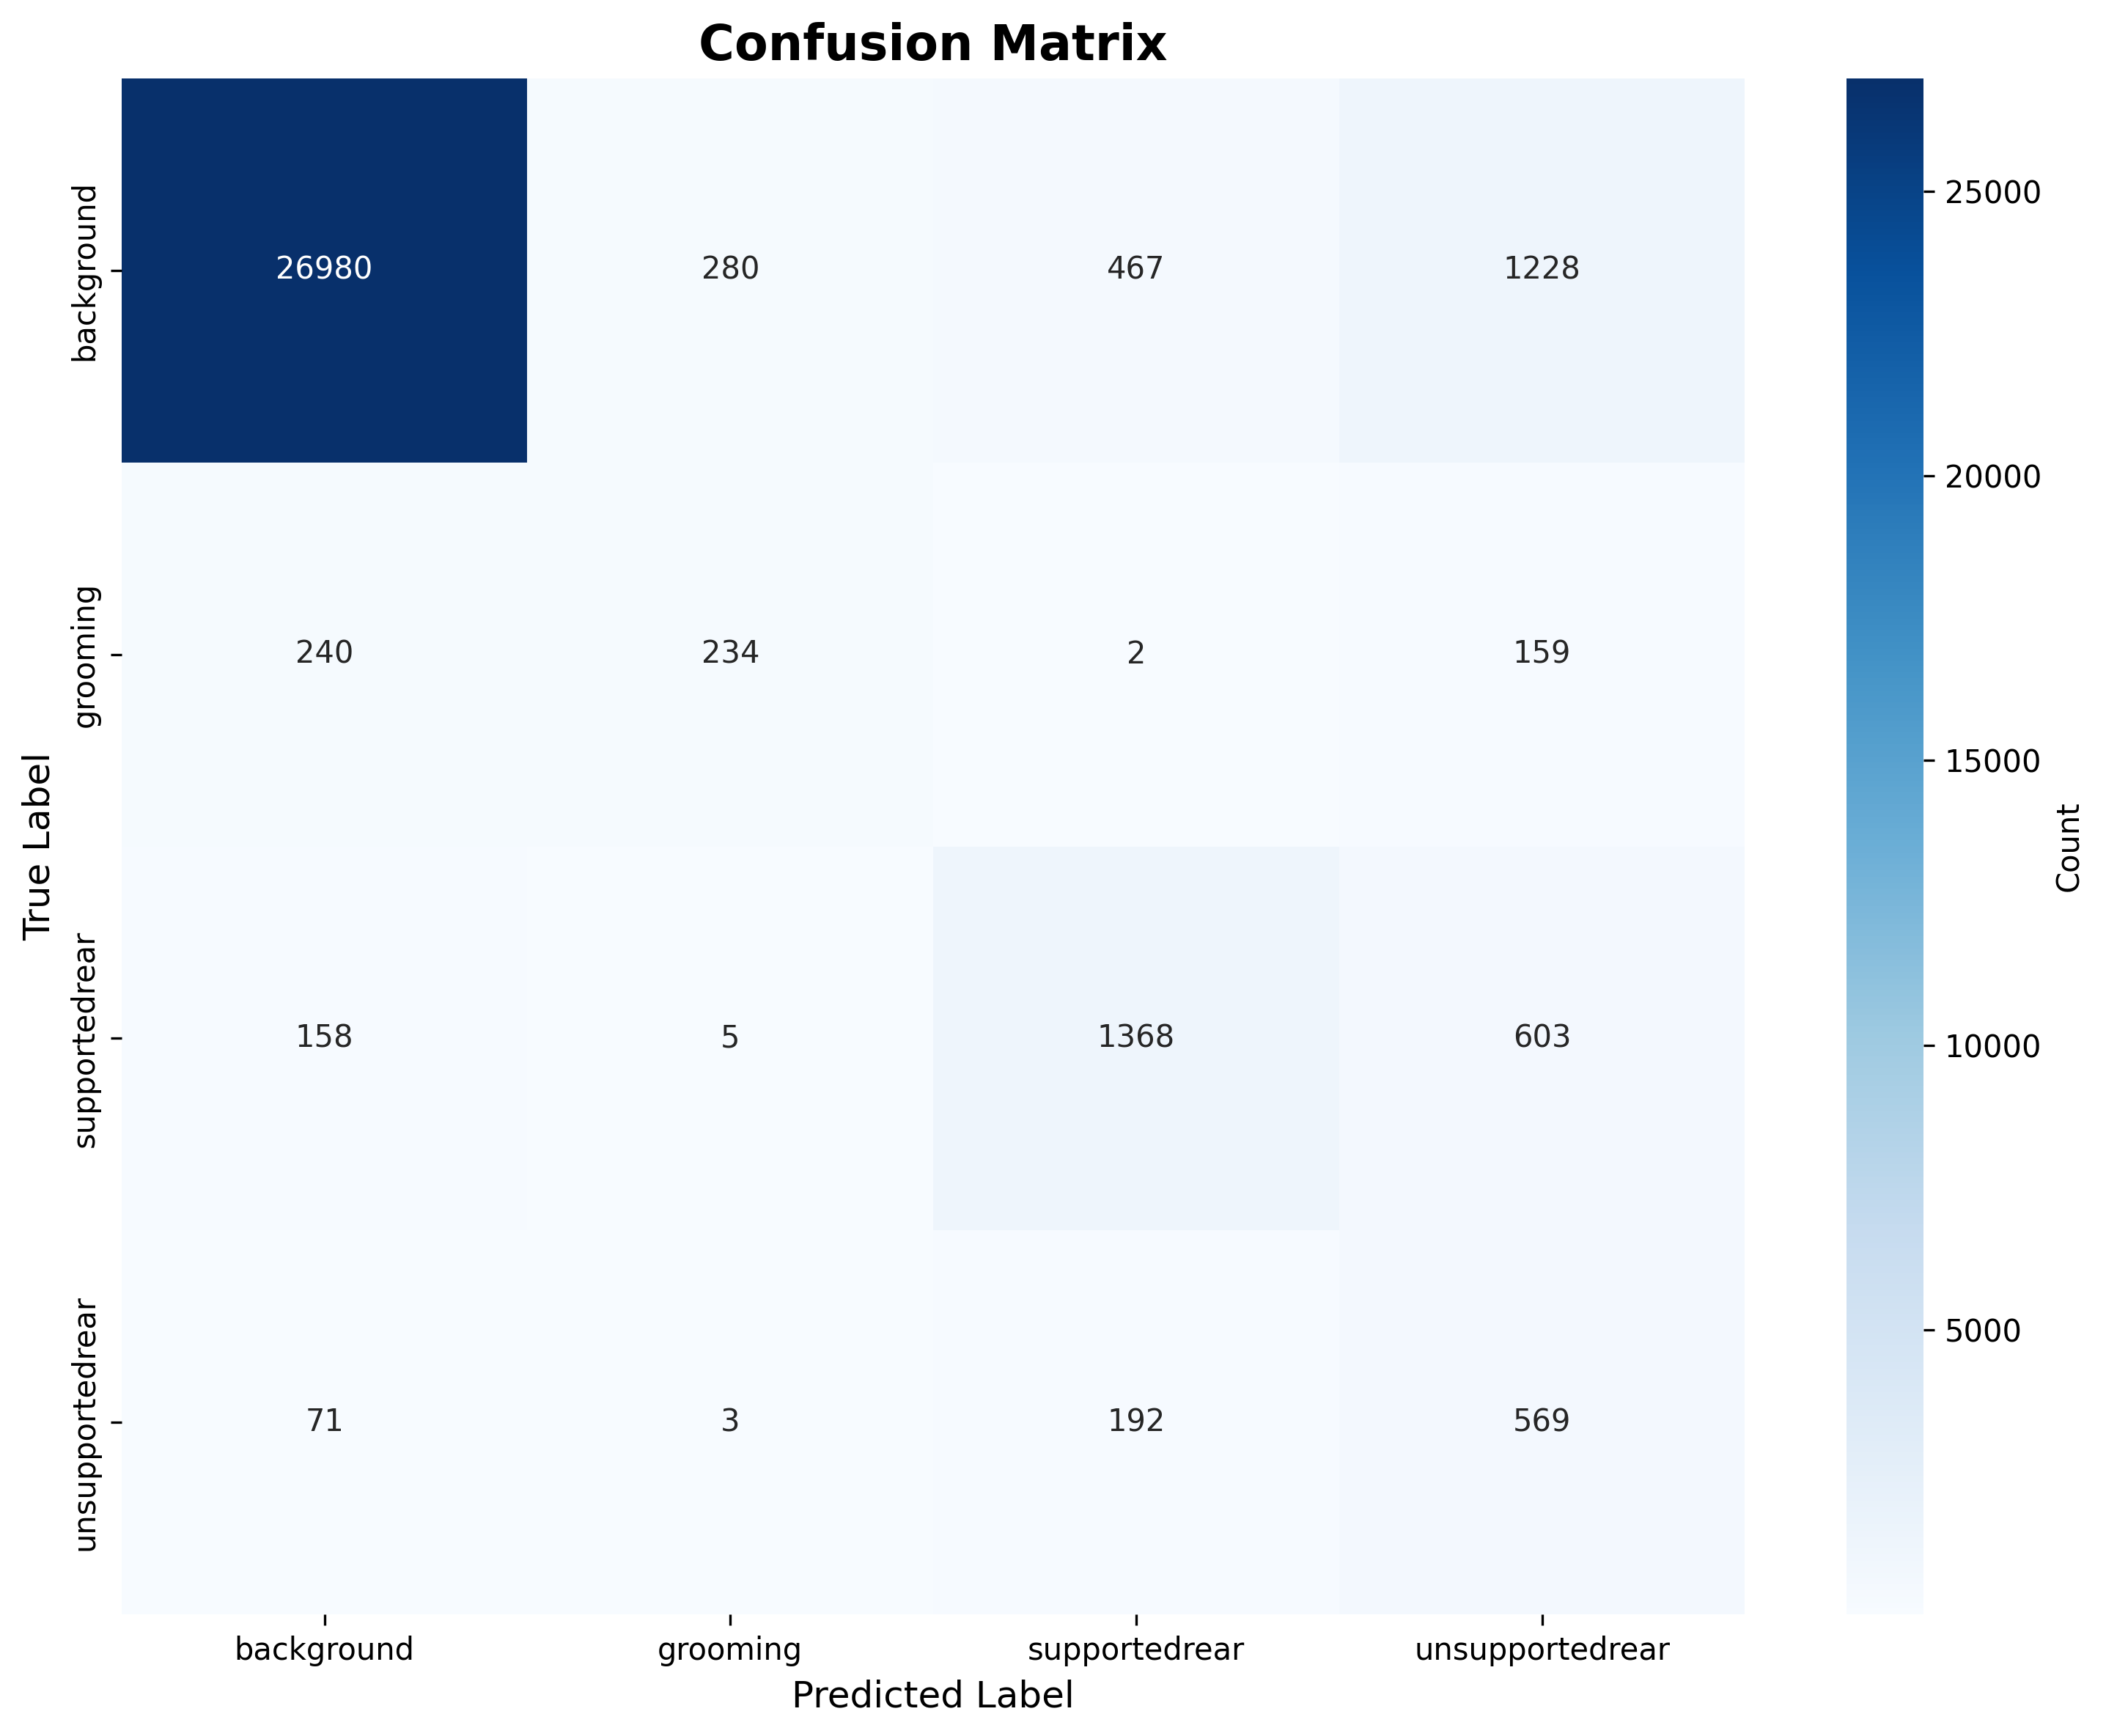 Confusion Matrix
True Label
background
26980 280 467 1228
grooming
240 234 2 159
supportedrear
158 5 1368 603
unsupportedrear
71 3 192 569
background grooming supportedrear unsupportedrear
Predicted Label
25000
20000
15000
10000
5000
Count